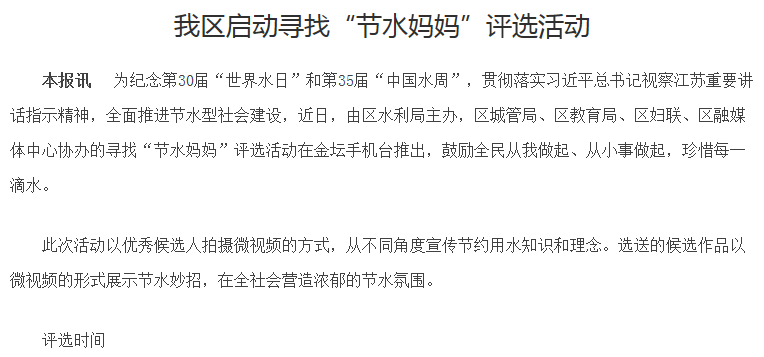 我区启动寻找“节水妈妈”评选活动
本报讯 为纪念第30届“世界水日”和第35届“中国水周”，贯彻落实习近平总书记视察江苏重要讲
话指示精神，全面推进节水型社会建设，近日，由区水利局主办，区城管局、区教育局、区妇联、区融媒
体中心协办的寻找“节水妈妈”评选活动在金坛手机台推出，鼓励全民从我做起、从小事做起，珍惜每一
滴水。
此次活动以优秀候选人拍摄微视频的方式，从不同角度宣传节约用水知识和理念。选送的候选作品以
微视频的形式展示节水妙招，在全社会营造浓郁的节水氛围。
评选时间